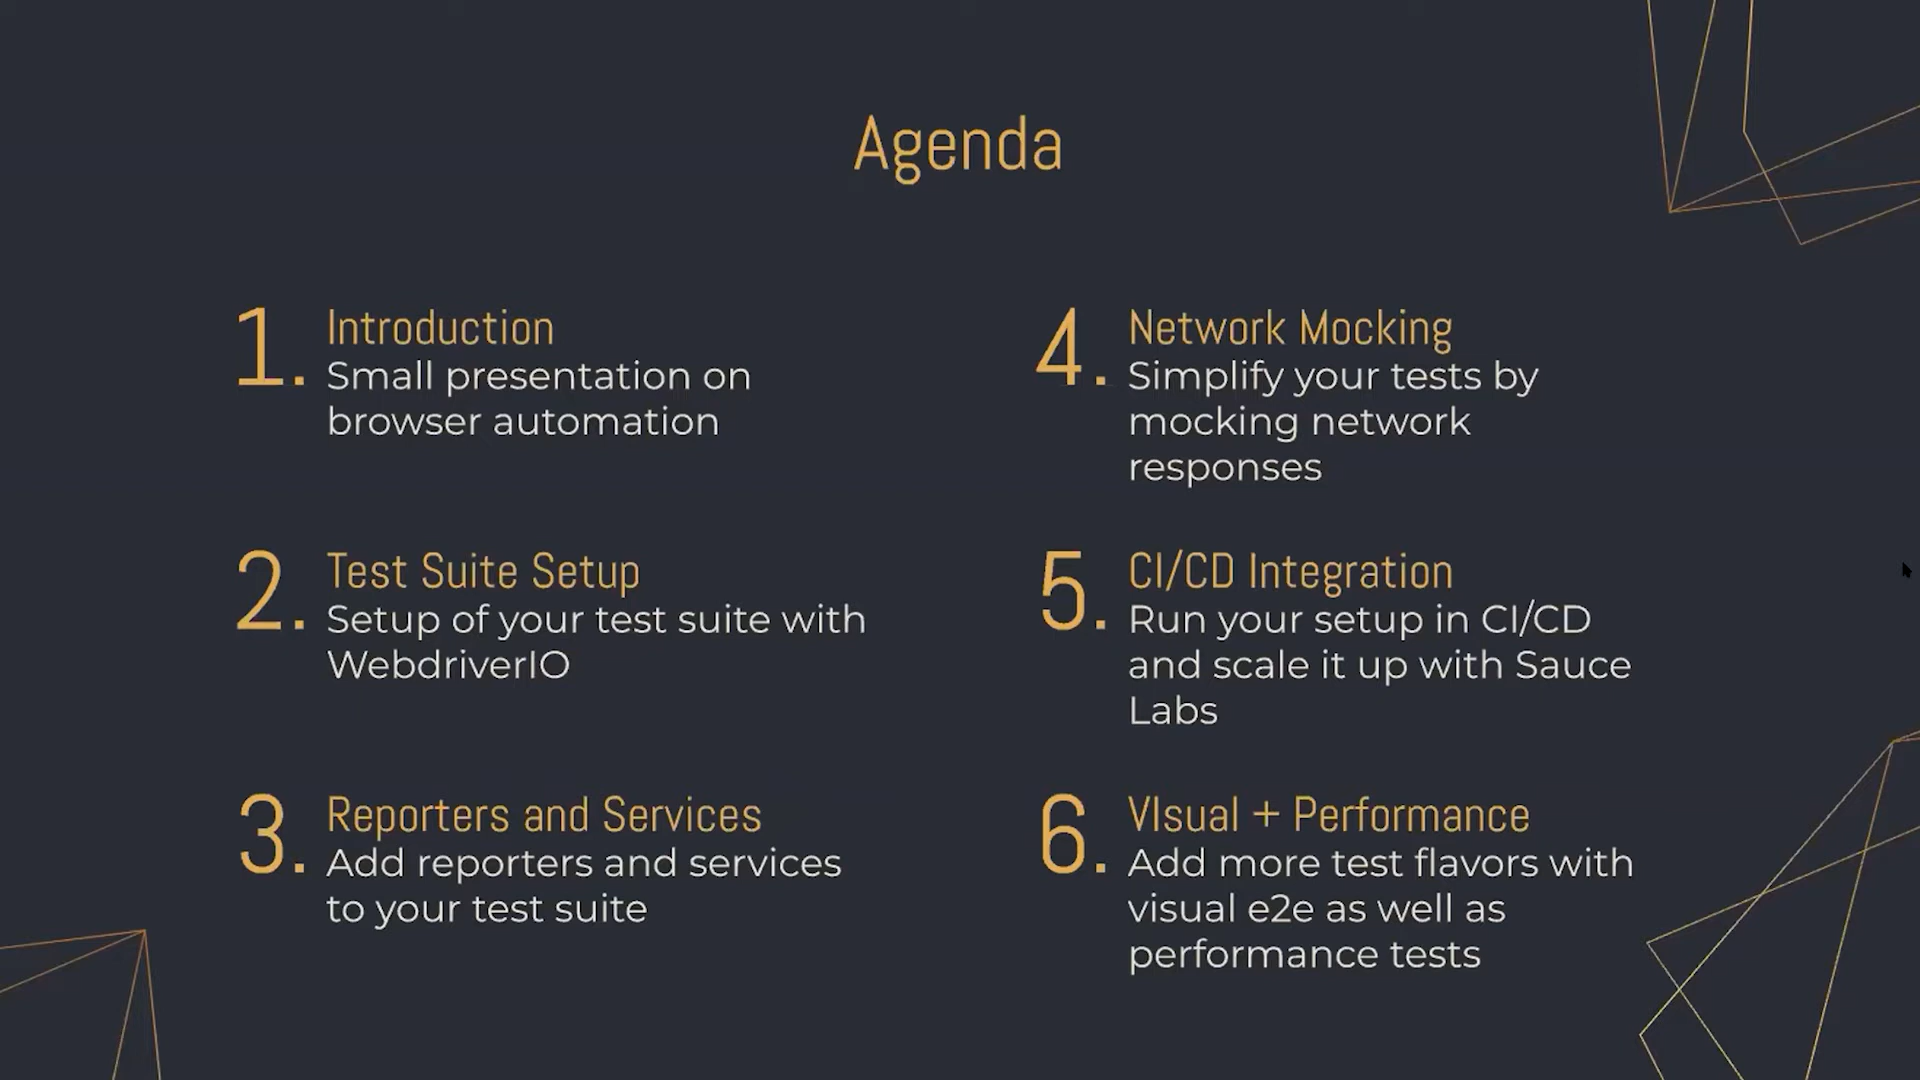 Agenda
1.
Introduction
Small presentation on
browser automation
2.
Test Suite Setup
Setup of your test suite with
WebdriverIO
3.
Reporters and Services
Add reporters and services
to your test suite
4.
Network Mocking
Simplify your tests by
mocking network
responses
5.
CI/CD Integration
Run your setup in CI/CD
and scale it up with Sauce
Labs
6.
VIsual + Performance
Add more test flavors with
visual e2e as well as
performance tests